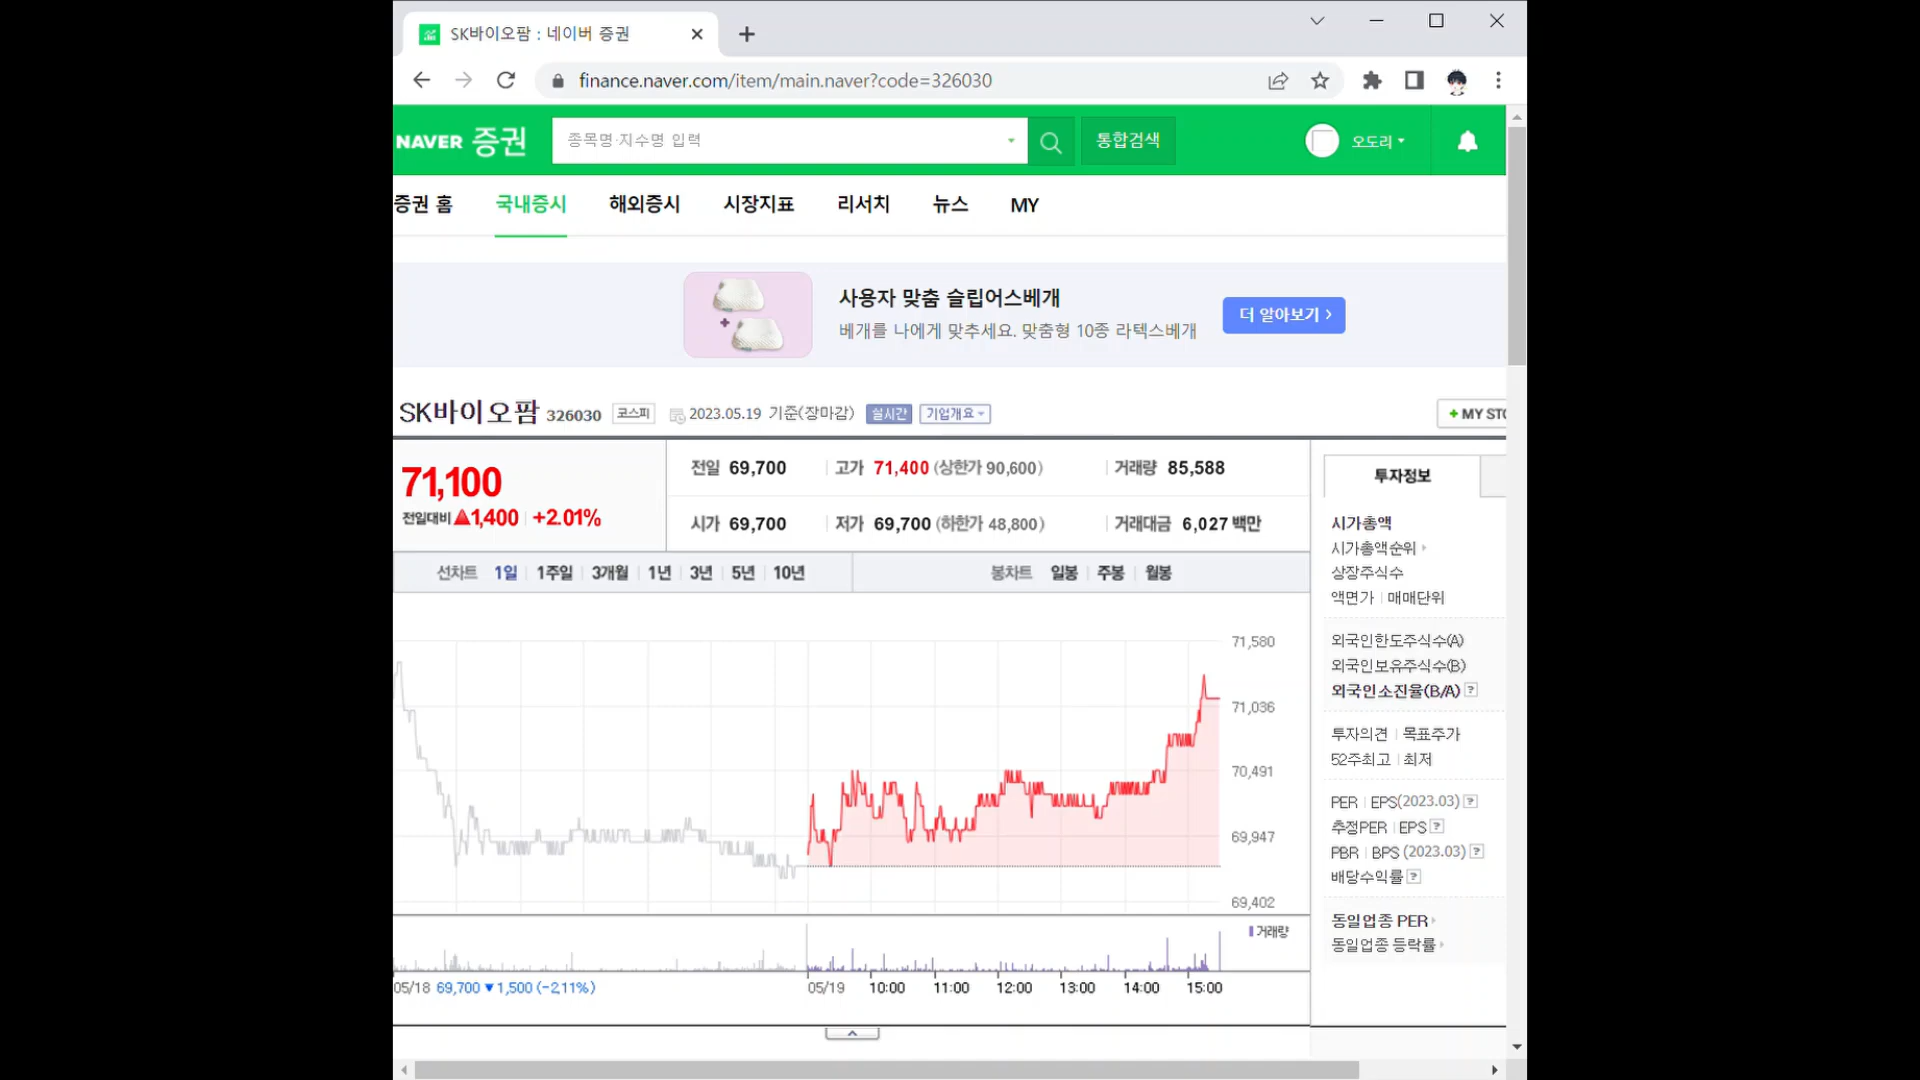 SK바이오팜 : 네이버 증권
finance.naver.com/item/main.naver?code=326030
NAVER 증권
종목명·지수명 입력
통합검색
오도리
증권 홈 국내증시 해외증시 시장지표 리서치 뉴스 MY
사용자 맞춤 슬립어스베개
베개를 나에게 맞추세요. 맞춤형 10종 라텍스베개
더 알아보기 ›
SK바이오팜 326030 코스피 2023.05.19 기준(장마감) 실시간 기업개요
+ MY STO
71,100
전일대비 ▲1,400 +2.01%
전일 69,700 고가 71,400 (상한가 90,600) 거래량 85,588
시가 69,700 저가 69,700 (하한가 48,800) 거래대금 6,027 백만
선차트 1일 1주일 3개월 1년 3년 5년 10년
봉차트 일봉 주봉 월봉
71,580
71,036
70,491
69,947
69,402
거래량
05/18 69,700 ▼1,500 (-2.11%)
05/19 10:00 11:00 12:00 13:00 14:00 15:00
투자정보
시가총액
시가총액순위
상장주식수
액면가 매매단위
외국인한도주식수(A)
외국인보유주식수(B)
외국인소진율(B/A) ?
투자의견 목표주가
52주최고 최저
PER EPS(2023.03) ?
추정PER EPS ?
PBR BPS (2023.03) ?
배당수익률 ?
동일업종 PER
동일업종 등락률